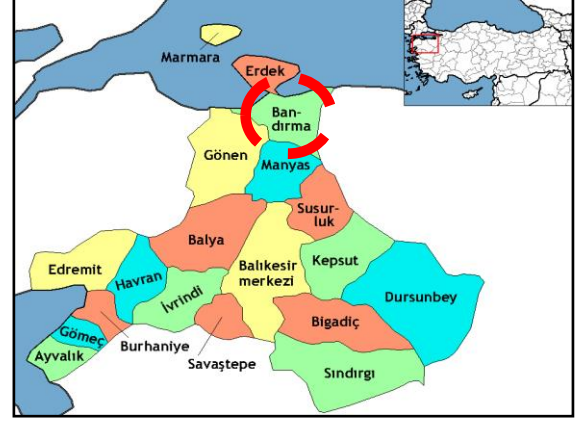 Marmara
Erdek
Ban-
dırma
Gönen
Manyas
Susur-
luk
Balya
Edremit
Havran
İvrindi
Balıkesir
merkezi
Kepsut
Dursunbey
Gömeç
Burhaniye
Bigadiç
Ayvalık
Savaştepe
Sındırgı